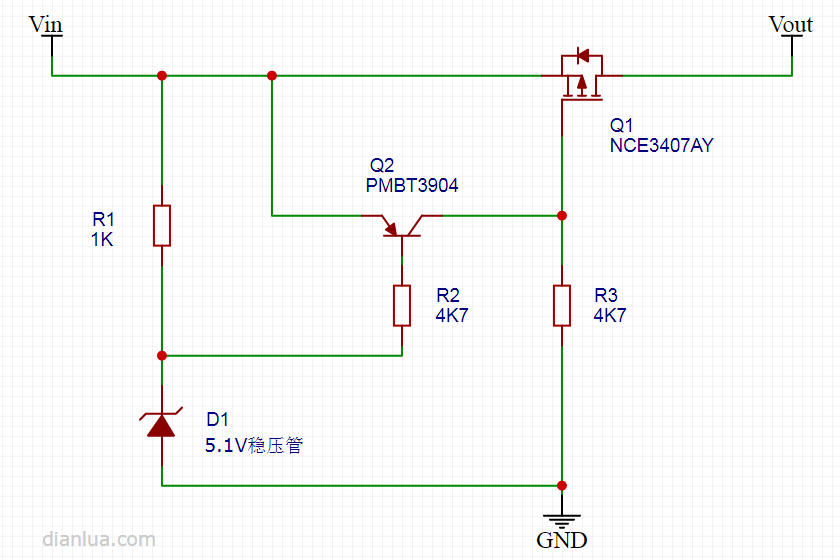 Vin
Vout
Q1
NCE3407AY
Q2
PMBT3904
R1
1K
R2
4K7
R3
4K7
D1
5.1V稳压管
GND
dianlua.com